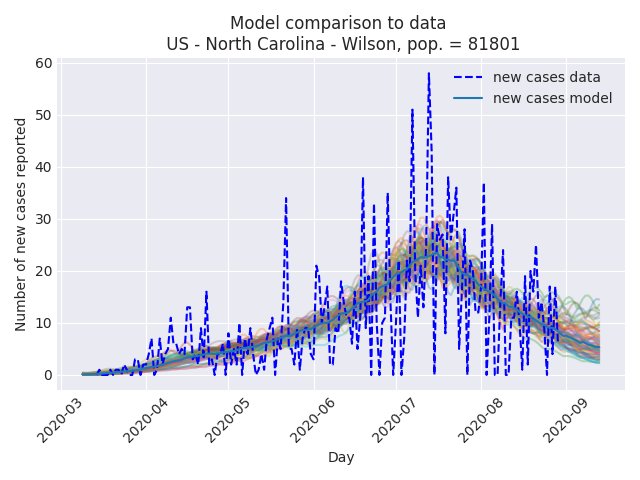 Model comparison to data
US - North Carolina - Wilson, pop. = 81801
Number of new cases reported
60
50
40
30
20
10
0
new cases data
new cases model
2020-03
2020-04
2020-05
2020-06
2020-07
2020-08
2020-09
Day